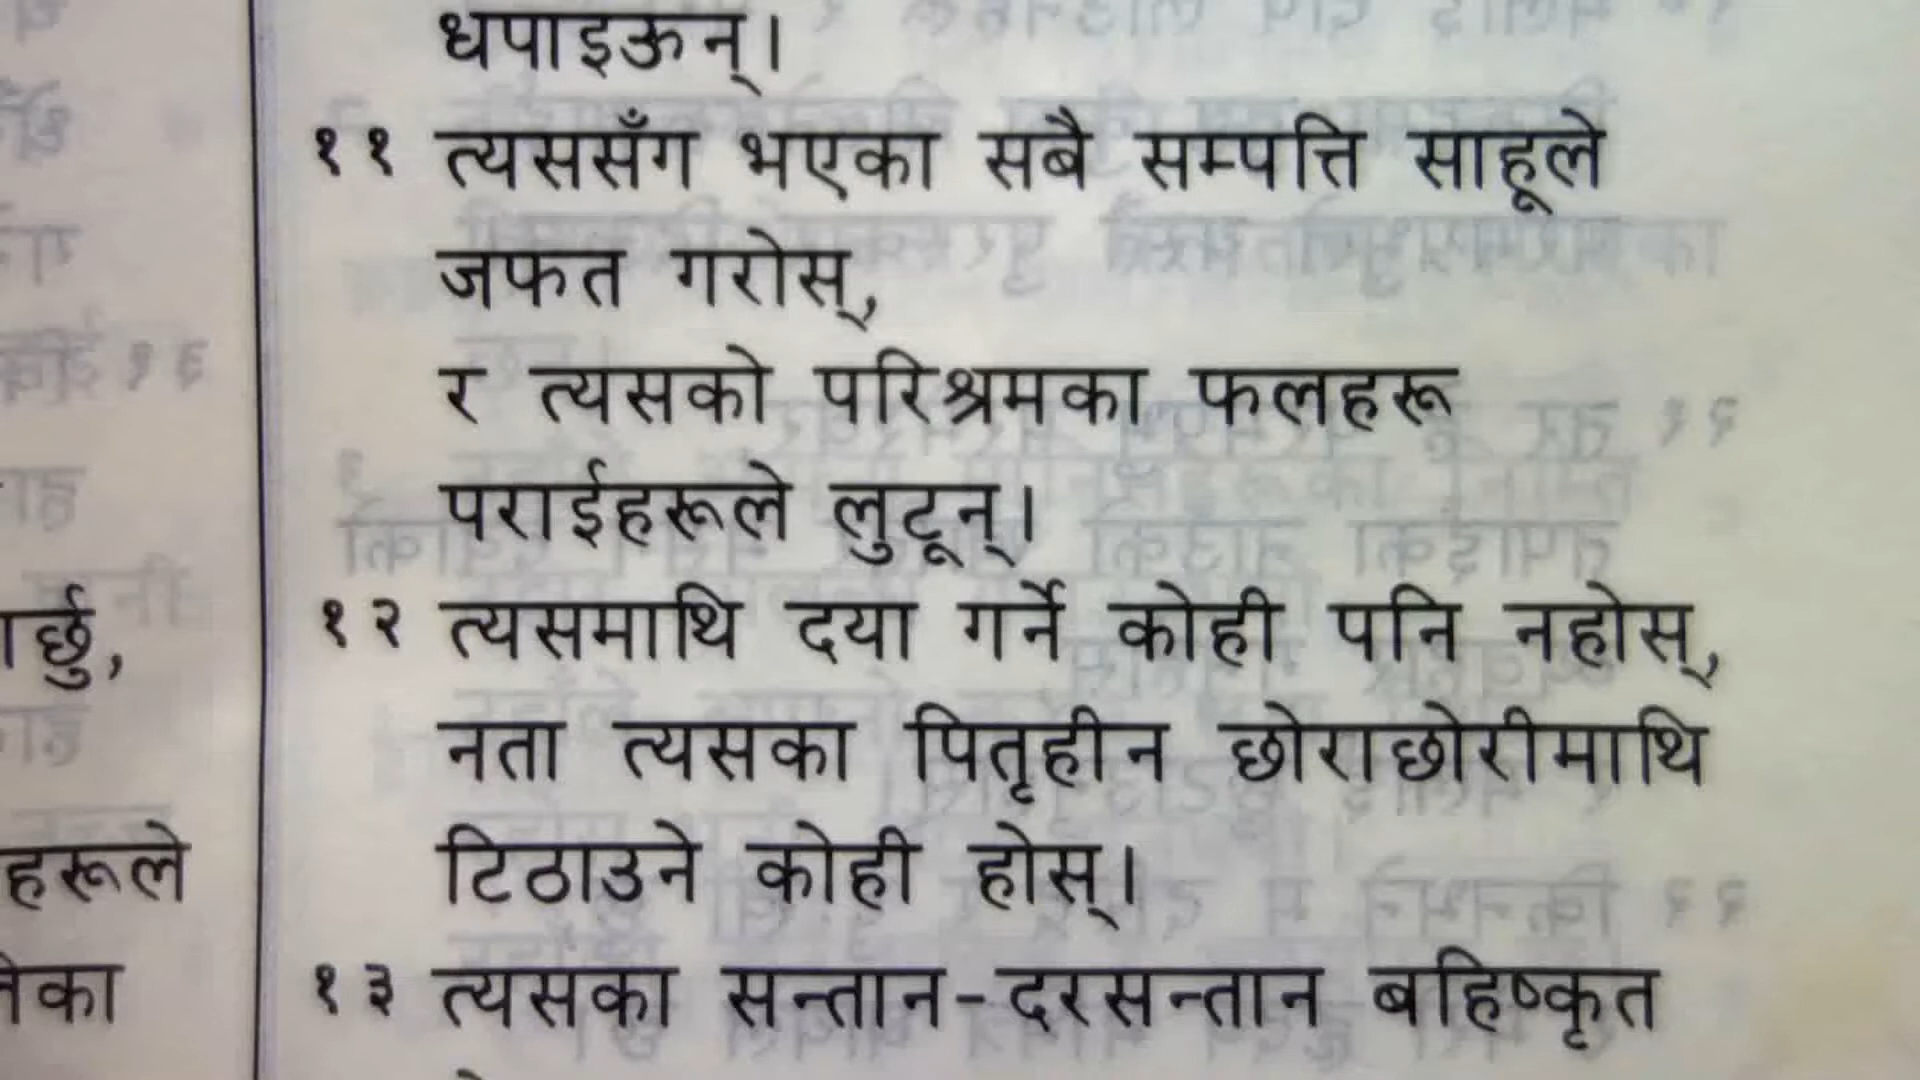 र्छु,
हरूले
धपाइऊन्।
११ त्यससँग भएका सबै सम्पत्ति साहूले
जफत गरोस्,
र त्यसको परिश्रमका फलहरू
पराईहरूले लुटून्।
१२ त्यसमाथि दया गर्ने कोही पनि नहोस्,
नता त्यसका पितृहीन छोराछोरीमाथि
टिठाउने कोही होस्।
१३ त्यसका सन्तान-दरसन्तान बहिष्कृत